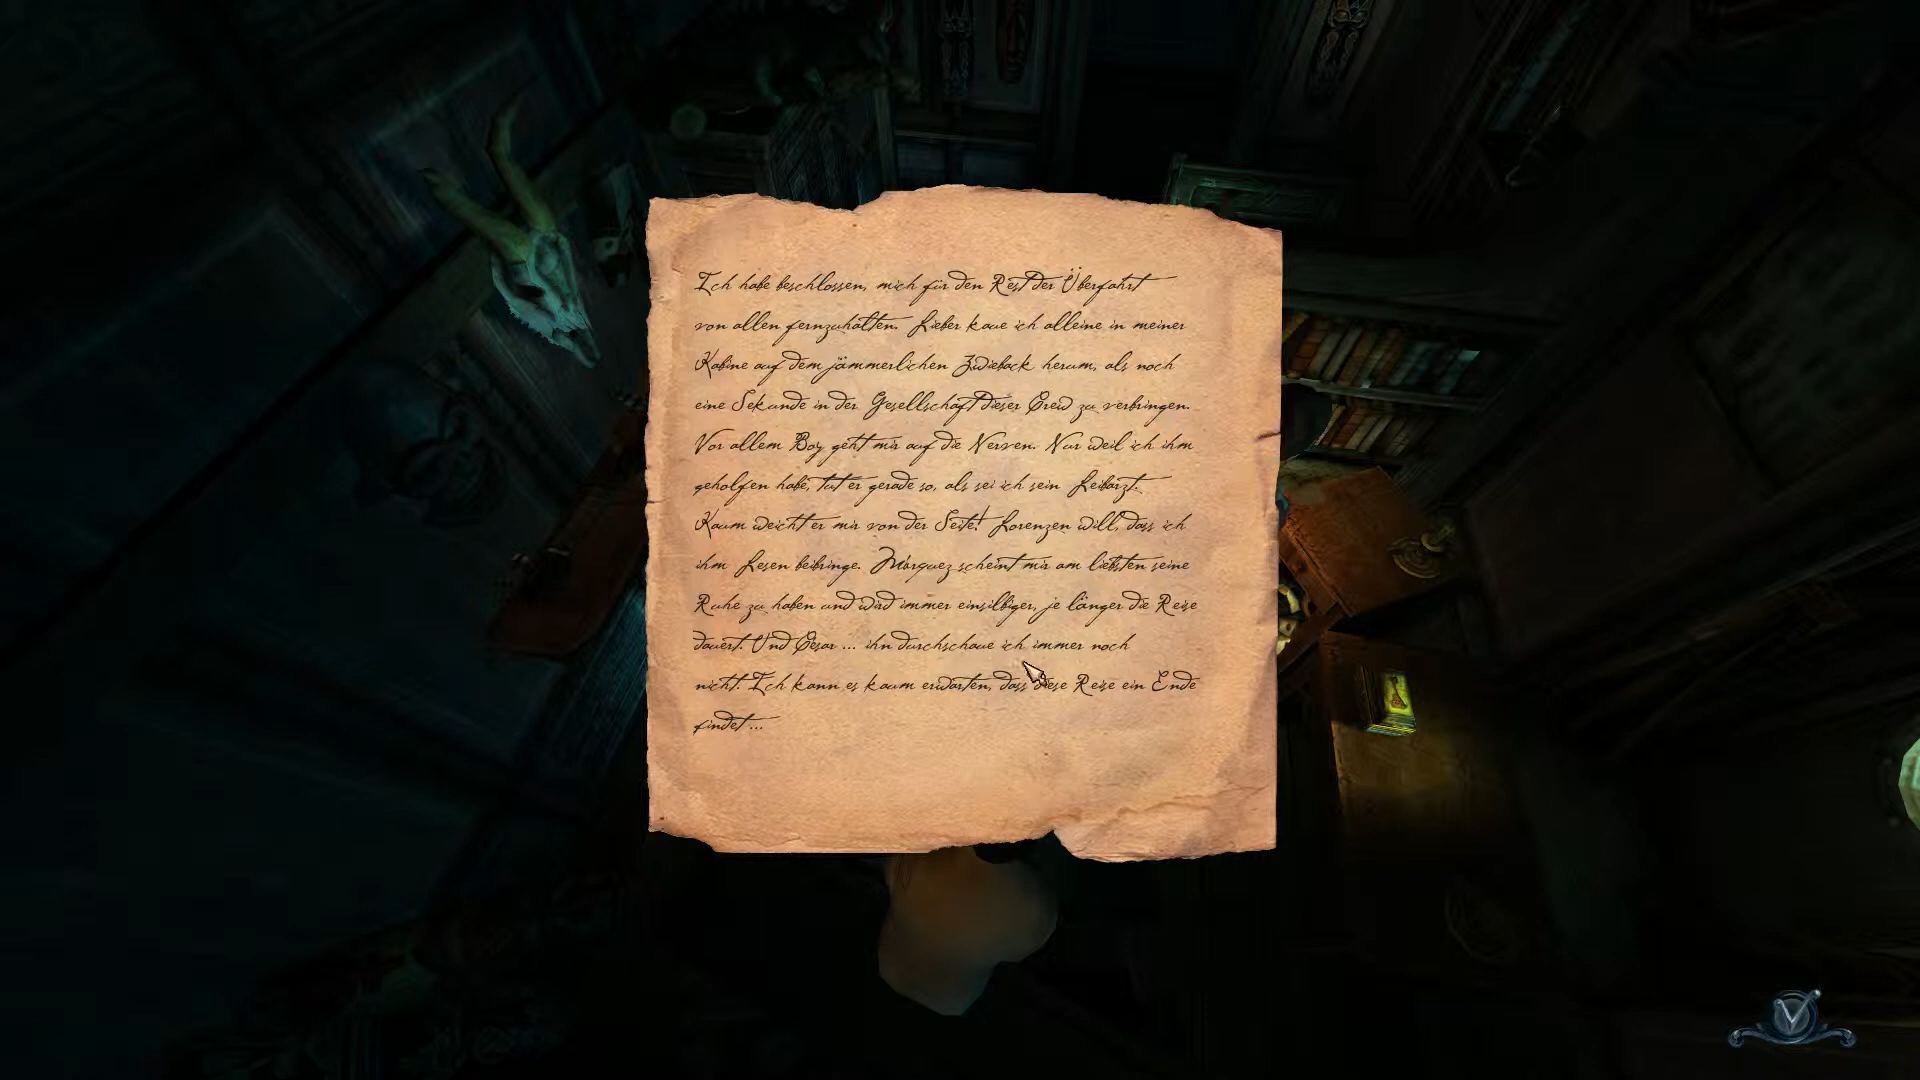 Ich habe beschlossen, mich für den Rest der Überfahrt
von allen fernzuhalten. Lieber kaue ich alleine in meiner
Kabine auf dem jämmerlichen Zwieback herum, als noch
eine Sekunde in der Gesellschaft dieser Crew zu verbringen.
Vor allem Boy geht mir auf die Nerven. Nur weil ich ihm
geholfen habe, tut er gerade so, als sei ich sein Leibarzt.
Kaum weicht er mir von der Seite! Lorenzen will, dass ich
ihm Lesen beibringe. Marquez scheint mir am liebsten seine
Ruhe zu haben und wird immer einsilbiger, je länger die Reise
dauert. Und Cesar ... ihn durchschaue ich immer noch
nicht. Ich kann es kaum erwarten, dass diese Reise ein Ende
findet ...